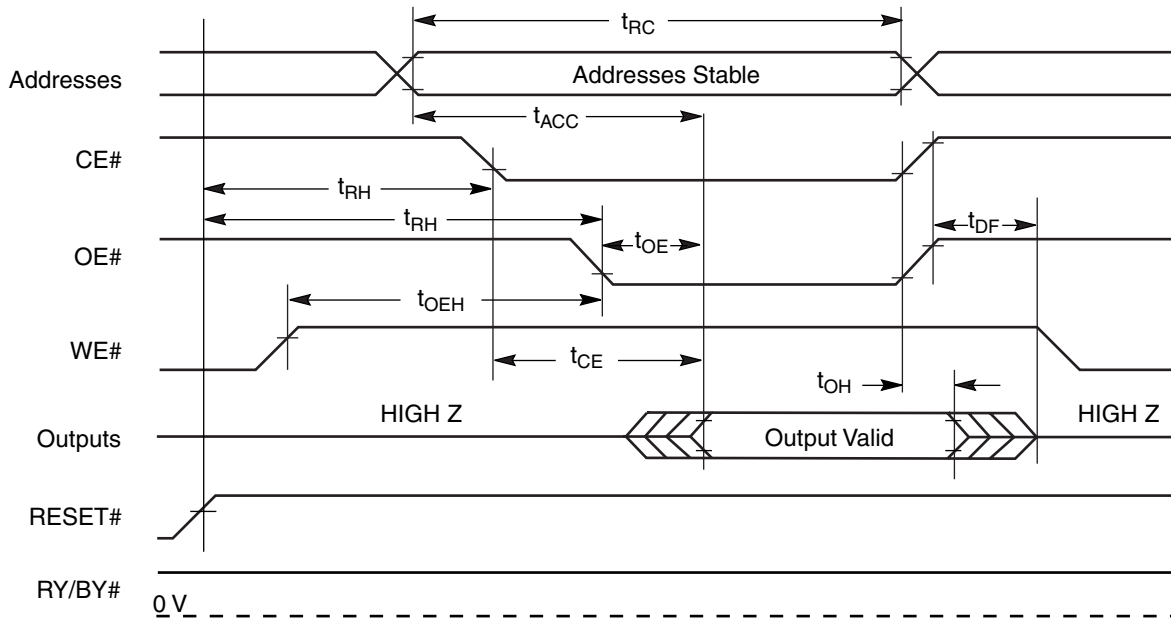 tRC
Addresses
Addresses Stable
tACC
CE#
tRH
tRH
tOE
tDF
OE#
tOEH
WE#
tCE
tOH
HIGH Z
HIGH Z
Outputs
Output Valid
RESET#
RY/BY#
0 V